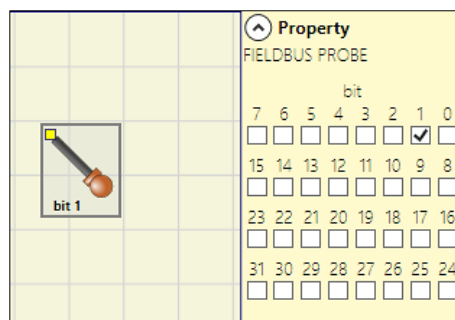 Property
FIELDBUS PROBE
bit
7 6 5 4 3 2 1 0
15 14 13 12 11 10 9 8
23 22 21 20 19 18 17 16
31 30 29 28 27 26 25 24
bit 1